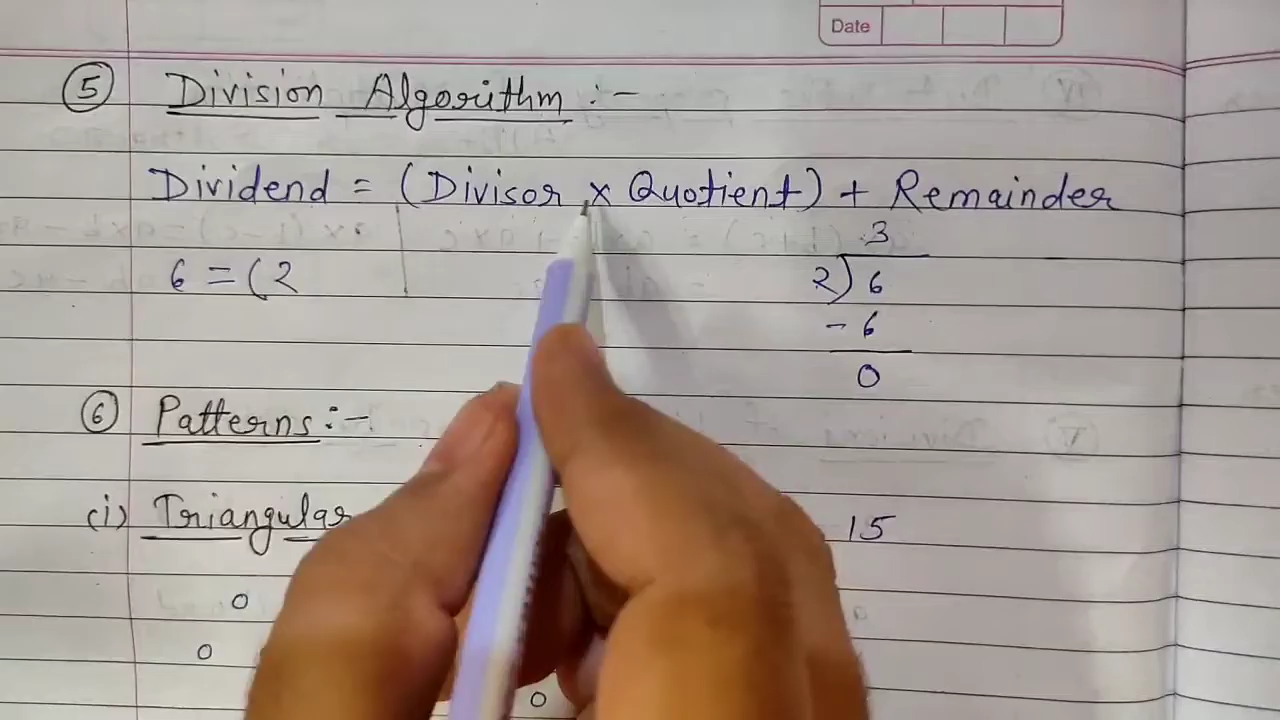 Date
⑤ Division Algorithm :-
Dividend = (Divisor × Quotient) + Remainder
3
6 = (2
2) 6
- 6
0
⑥ Patterns :-
(i) Triangular 15